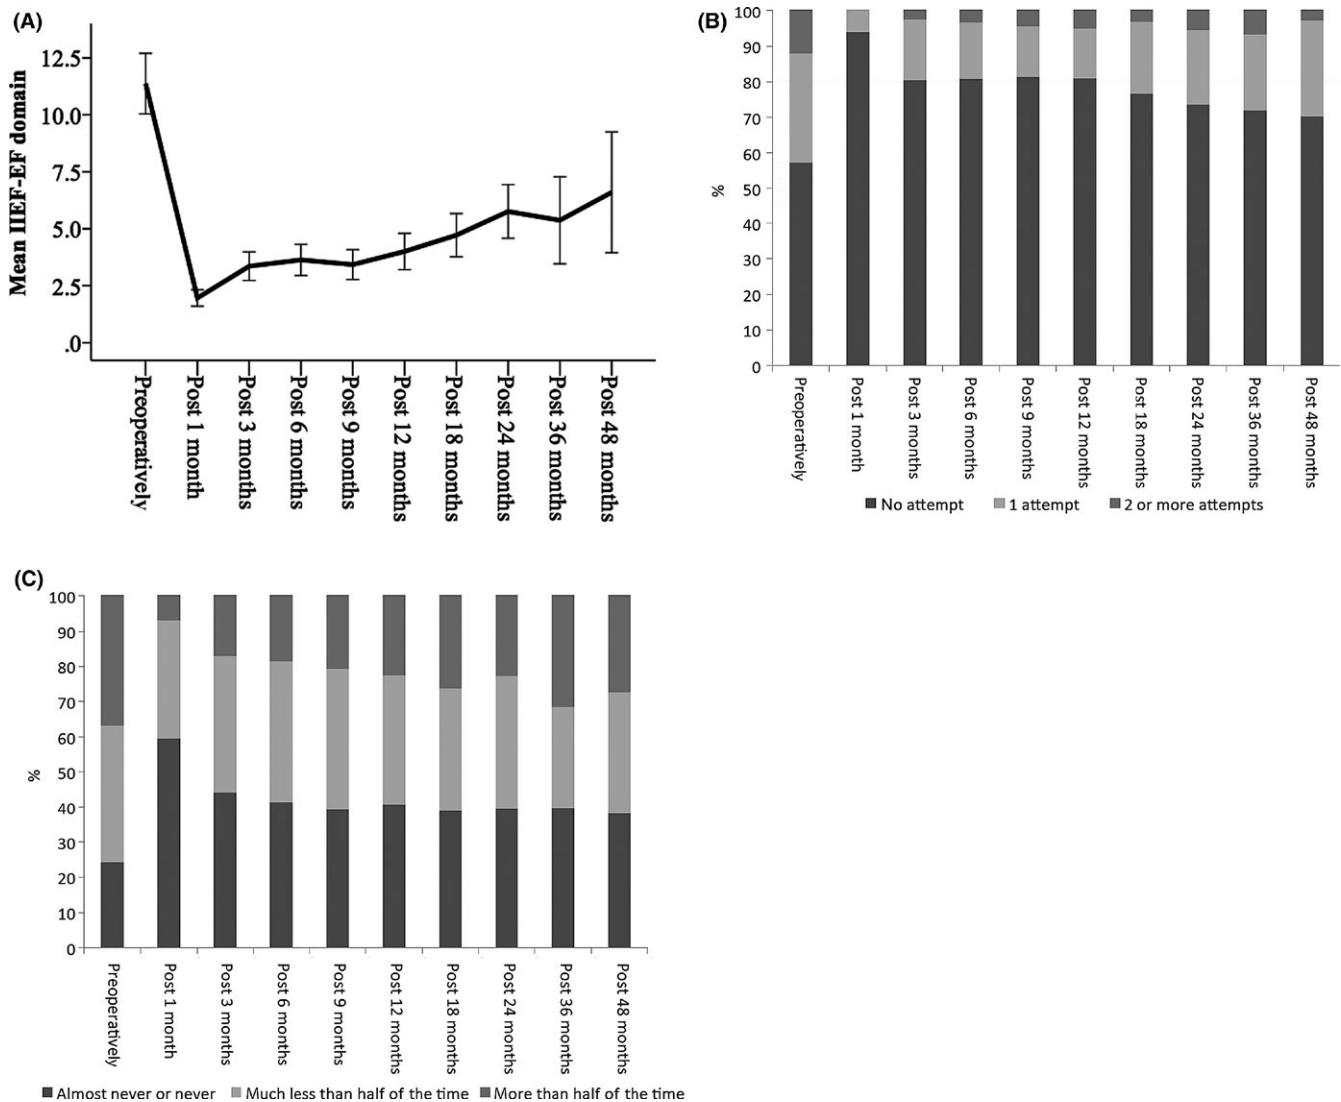 (A)
Mean IIEF-EF domain
12.5
10.0
7.5
5.0
2.5
.0
Preoperatively
Post 1 month
Post 3 months
Post 6 months
Post 9 months
Post 12 months
Post 18 months
Post 24 months
Post 36 months
Post 48 months
(B)
%
100
90
80
70
60
50
40
30
20
10
0
Preoperatively
Post 1 month
Post 3 months
Post 6 months
Post 9 months
Post 12 months
Post 18 months
Post 24 months
Post 36 months
Post 48 months
No attempt 1 attempt 2 or more attempts
(C)
%
100
90
80
70
60
50
40
30
20
10
0
Preoperatively
Post 1 month
Post 3 months
Post 6 months
Post 9 months
Post 12 months
Post 18 months
Post 24 months
Post 36 months
Post 48 months
Almost never or never Much less than half of the time More than half of the time